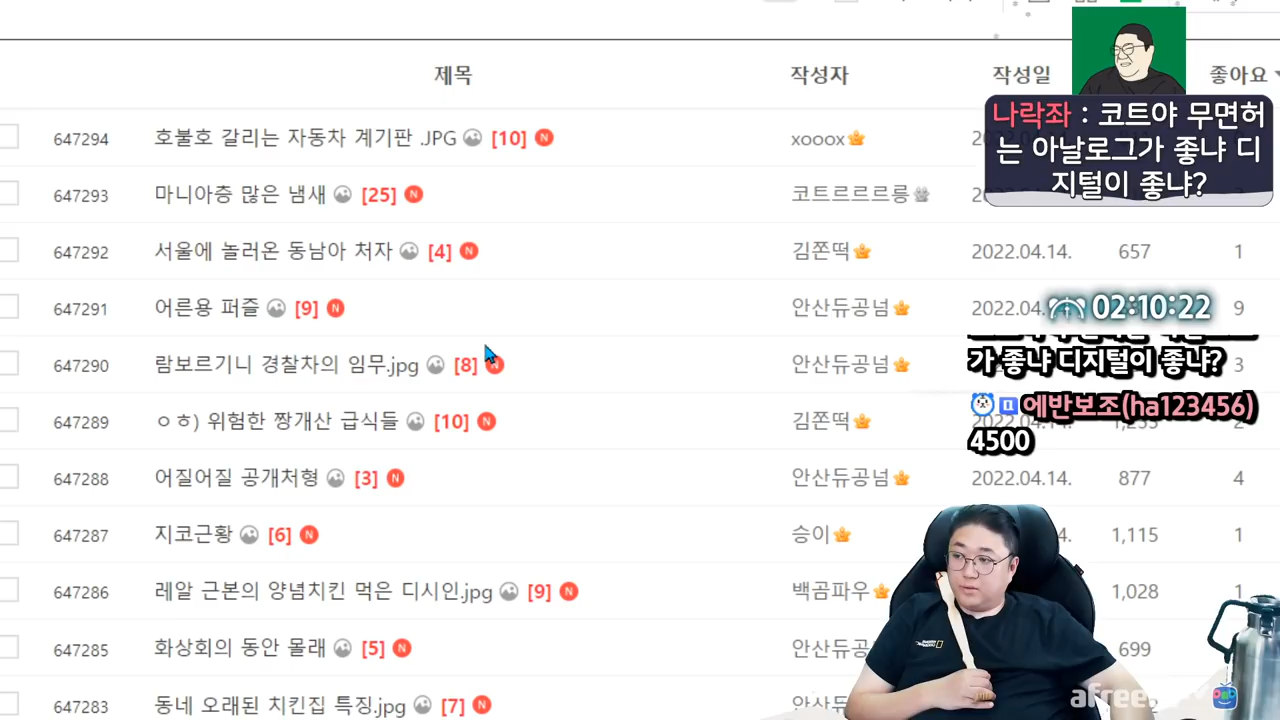 제목 작성자 작성일 좋아요
나락좌 : 코트야 무면허
는 아날로그가 좋냐 디
지털이 좋냐?
647294 호불호 갈리는 자동차 계기판 .JPG [10] N xooox
647293 마니아층 많은 냄새 [25] N 코트르르르릉
647292 서울에 놀러온 동남아 처자 [4] N 김쫀떡 2022.04.14. 657 1
647291 어른용 퍼즐 [9] N 안산듀공넘 2022.04. 9
02:10:22
가 좋냐 디지털이 좋냐?
647290 람보르기니 경찰차의 임무.jpg [8] N 안산듀공넘 3
에반보조(ha123456)
4500
647289 ㅇㅎ) 위험한 짱개산 급식들 [10] N 김쫀떡
647288 어질어질 공개처형 [3] N 안산듀공넘 2022.04.14. 877 4
647287 지코근황 [6] N 승이 4. 1,115 1
647286 레알 근본의 양념치킨 먹은 디시인.jpg [9] N 백곰파우 1,028 1
647285 화상회의 동안 몰래 [5] N 안산듀공 699
647283 동네 오래된 치킨집 특징.jpg [7] N
afree